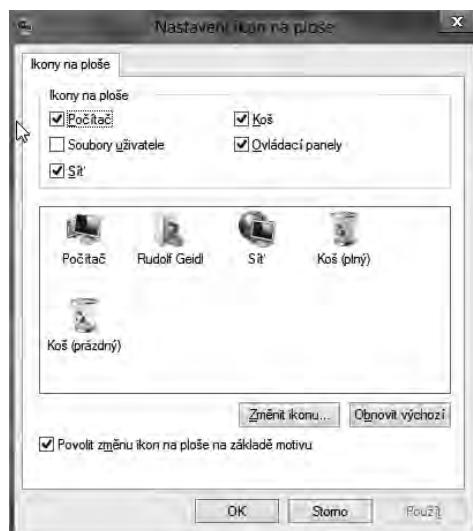 Nastavení ikon na ploše
x
Ikony na ploše
Ikony na ploše
Počítač
Koš
Soubory uživatele
Ovládací panely
Síť
Počítač
Rudolf Geidl
Síť
Koš (plný)
Koš (prázdný)
Změnit ikonu...
Obnovit výchozí
Povolit změnu ikon na ploše na základě motivu
OK
Storno
Použít